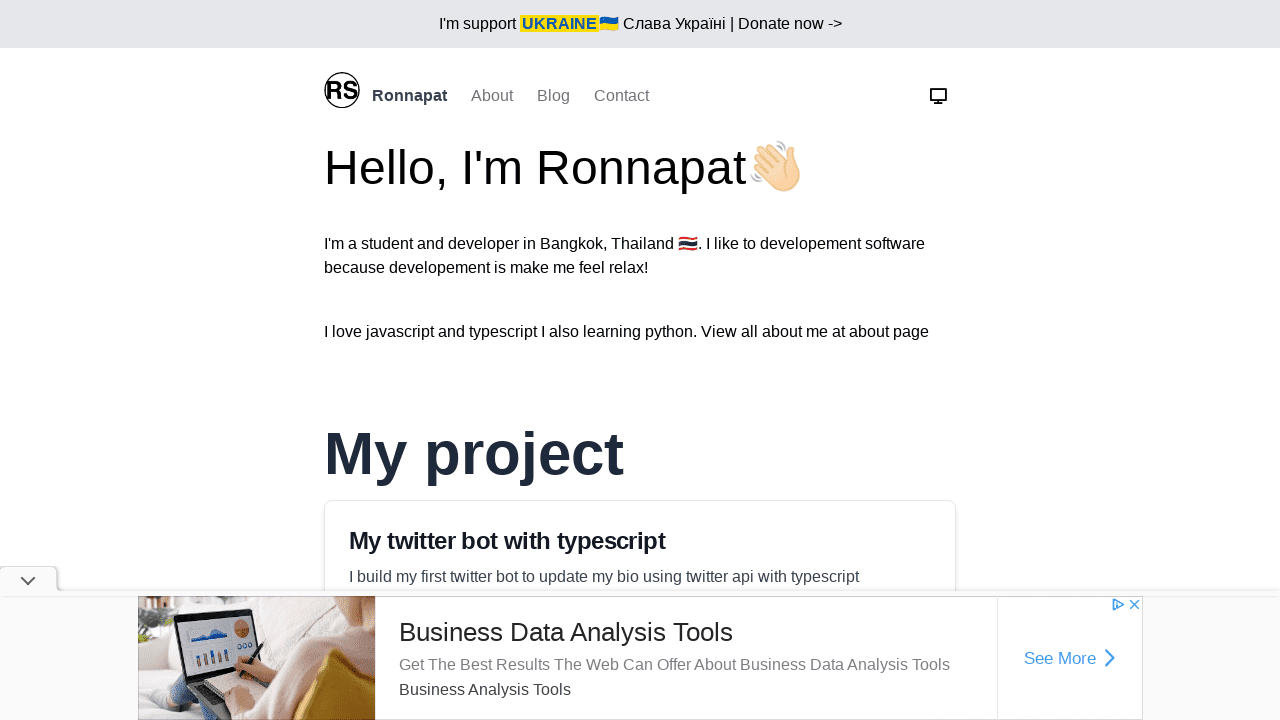 I'm support UKRAINE🇺🇦 Слава Україні | Donate now ->
RS Ronnapat About Blog Contact
Hello, I'm Ronnapat👋🏻
I'm a student and developer in Bangkok, Thailand 🇹🇭. I like to developement software
because developement is make me feel relax!
I love javascript and typescript I also learning python. View all about me at about page
My project
My twitter bot with typescript
I build my first twitter bot to update my bio using twitter api with typescript
Business Data Analysis Tools
Get The Best Results The Web Can Offer About Business Data Analysis Tools
Business Analysis Tools
See More